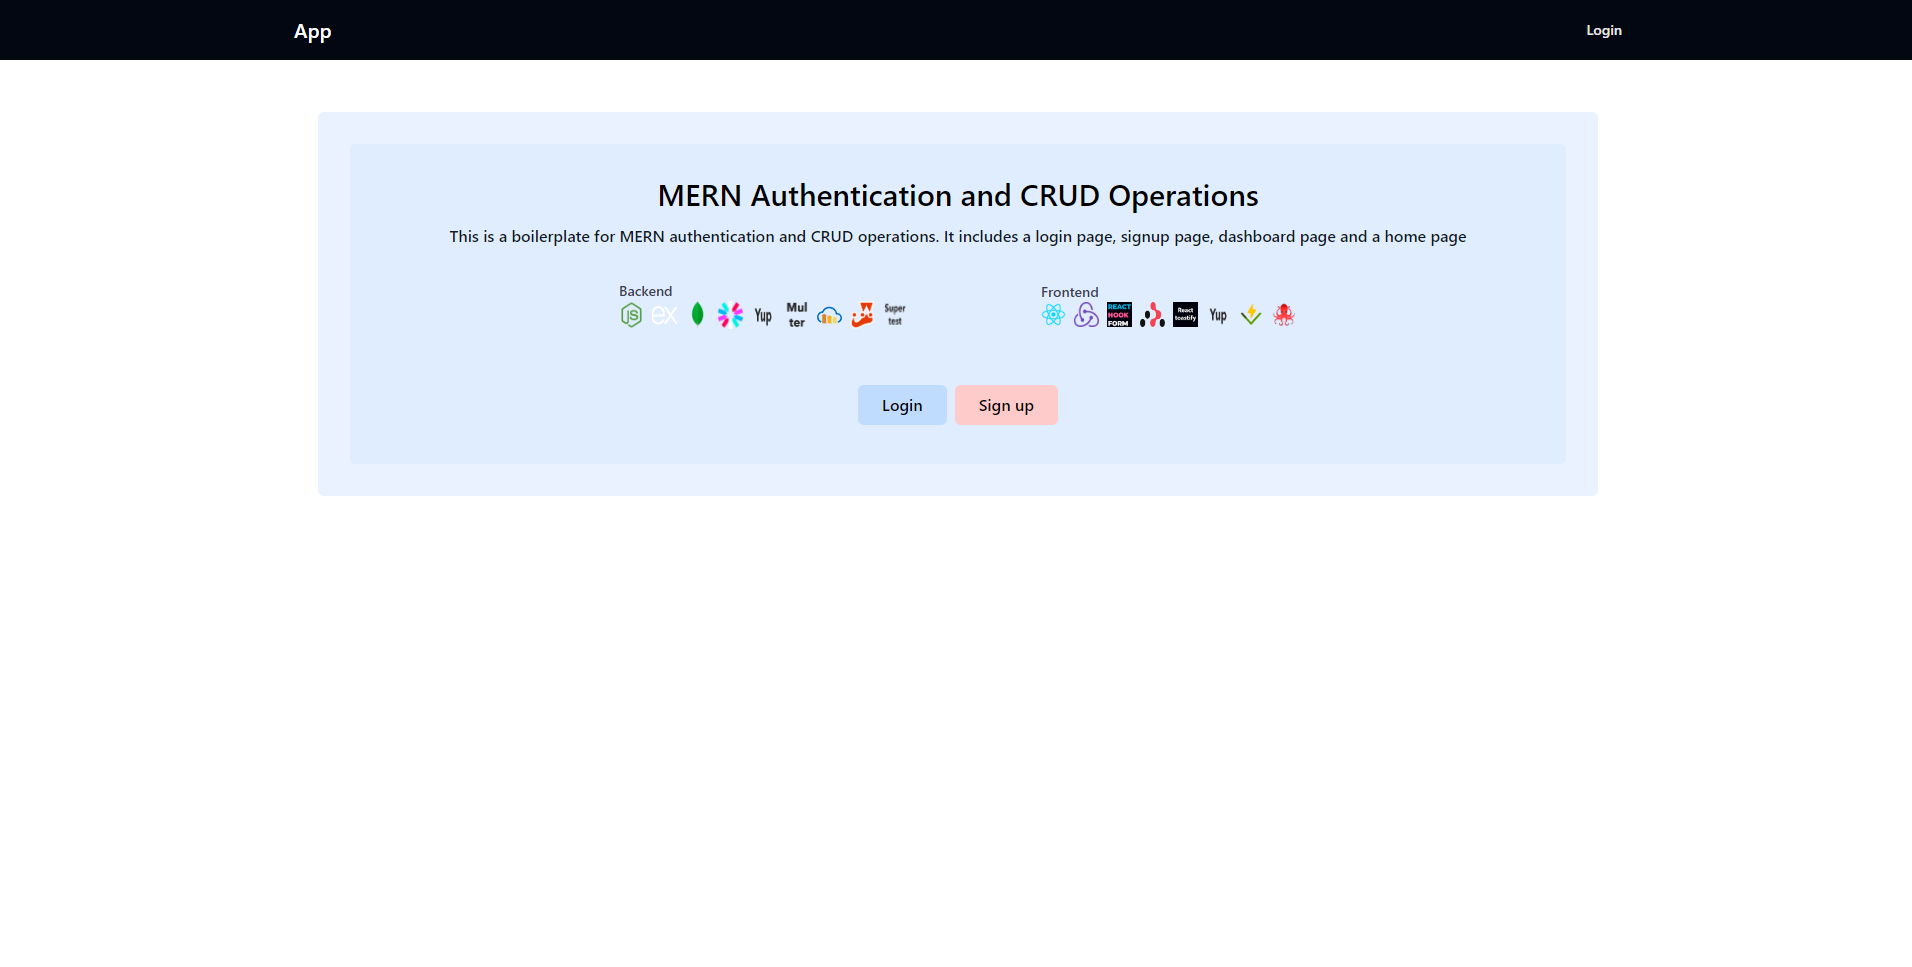 App
Login
MERN Authentication and CRUD Operations
This is a boilerplate for MERN authentication and CRUD operations. It includes a login page, signup page, dashboard page and a home page
Backend
JS
ex
Yup
Mul
ter
Super
test
Frontend
REACT
HOOK
FORM
React
toastify
Yup
Login
Sign up